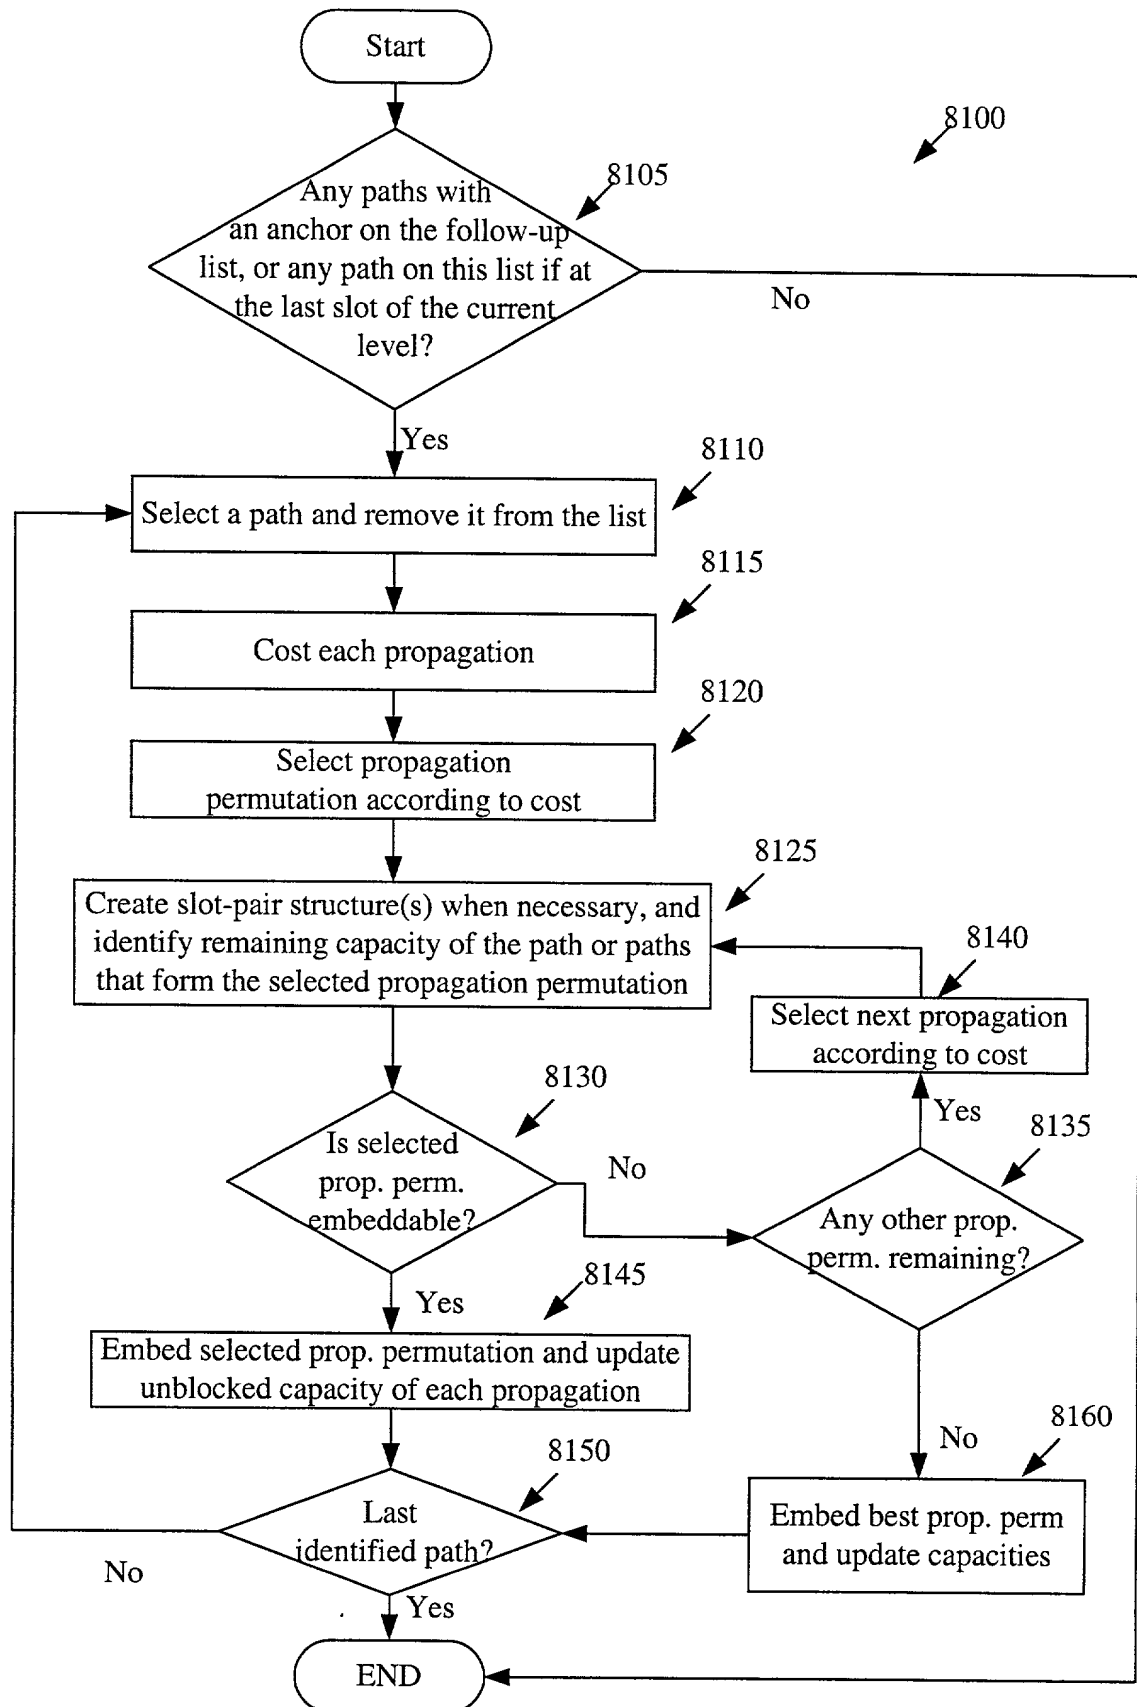 Start
8100
8105
Any paths with
an anchor on the follow-up
list, or any path on this list if at
the last slot of the current
level?
No
Yes
8110
Select a path and remove it from the list
8115
Cost each propagation
8120
Select propagation
permutation according to cost
8125
Create slot-pair structure(s) when necessary, and
identify remaining capacity of the path or paths
that form the selected propagation permutation
8140
Select next propagation
according to cost
8130
Is selected
prop. perm.
embeddable?
No
Yes
8135
Any other prop.
perm. remaining?
Yes
8145
Embed selected prop. permutation and update
unblocked capacity of each propagation
No
8160
Embed best prop. perm
and update capacities
8150
Last
identified path?
No
Yes
END